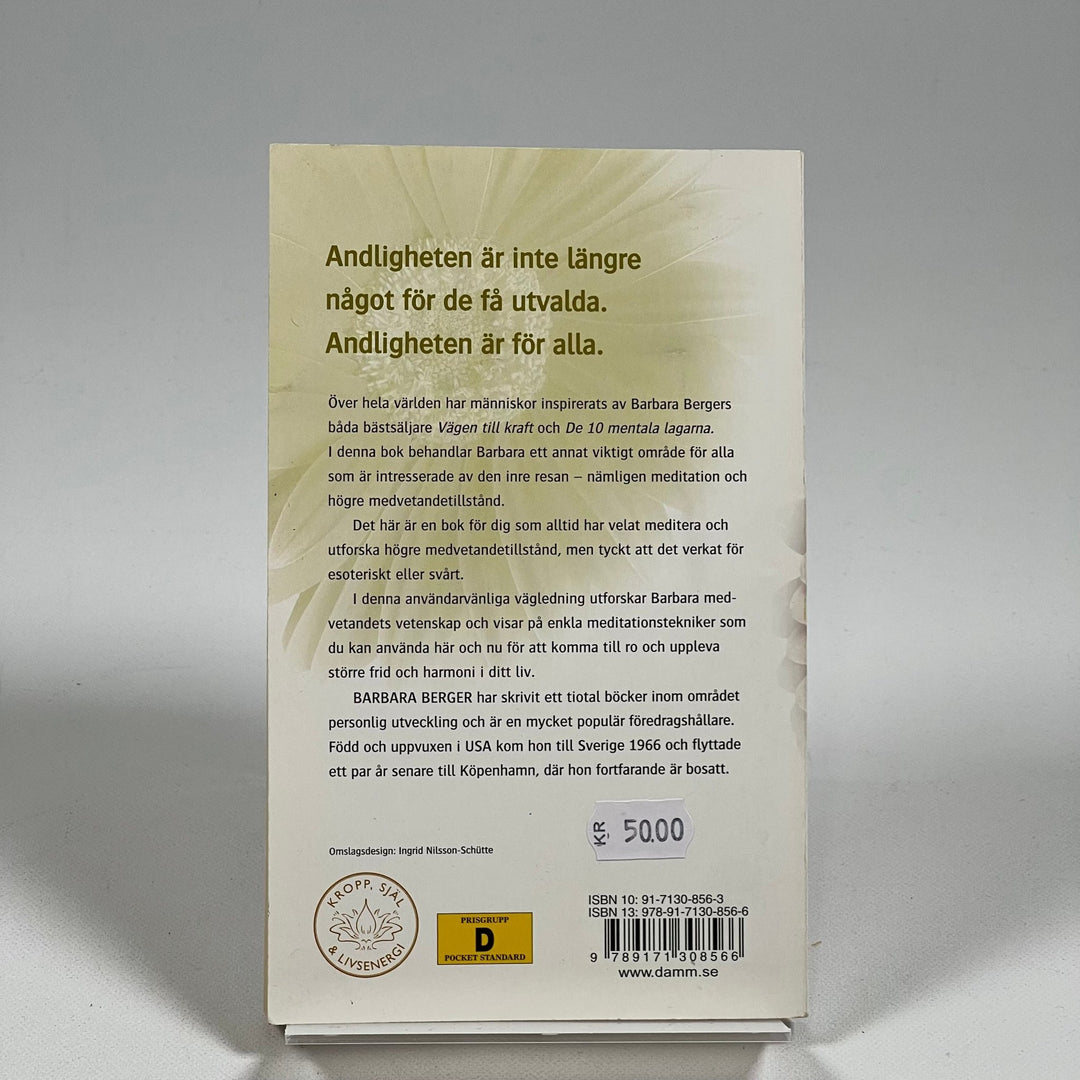 Andligheten är inte längre
något för de få utvalda.
Andligheten är för alla.
Över hela världen har människor inspirerats av Barbara Bergers
båda bästsäljare Vägen till kraft och De 10 mentala lagarna.
I denna bok behandlar Barbara ett annat viktigt område för alla
som är intresserade av den inre resan – nämligen meditation och
högre medvetandetillstånd.
Det här är en bok för dig som alltid har velat meditera och
utforska högre medvetandetillstånd, men tyckt att det verkat för
esoteriskt eller svårt.
I denna användarvänliga vägledning utforskar Barbara med-
vetandets vetenskap och visar på enkla meditationstekniker som
du kan använda här och nu för att komma till ro och uppleva
större frid och harmoni i ditt liv.
BARBARA BERGER har skrivit ett tiotal böcker inom området
personlig utveckling och är en mycket populär föredragshållare.
Född och uppvuxen i USA kom hon till Sverige 1966 och flyttade
ett par år senare till Köpenhamn, där hon fortfarande är bosatt.
KR 50.00
Omslagsdesign: Ingrid Nilsson-Schütte
KROPP, SJÄL
& LIVSENERGI
PRISGRUPP
D
POCKET STANDARD
ISBN 10: 91-7130-856-3
ISBN 13: 978-91-7130-856-6
9 789171 308566
www.damm.se